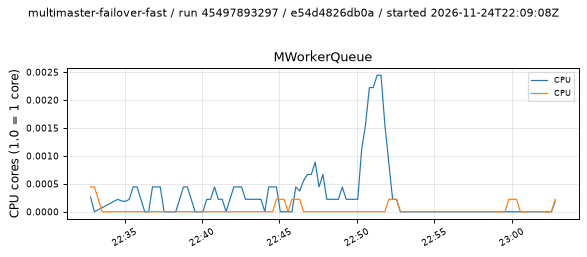 multimaster-failover-fast / run 45497893297 / e54d4826db0a / started 2026-11-24T22:09:08Z
MWorkerQueue
CPU cores (1.0 = 1 core)
0.0025
0.0020
0.0015
0.0010
0.0005
0.0000
CPU
CPU
22:35
22:40
22:45
22:50
22:55
23:00